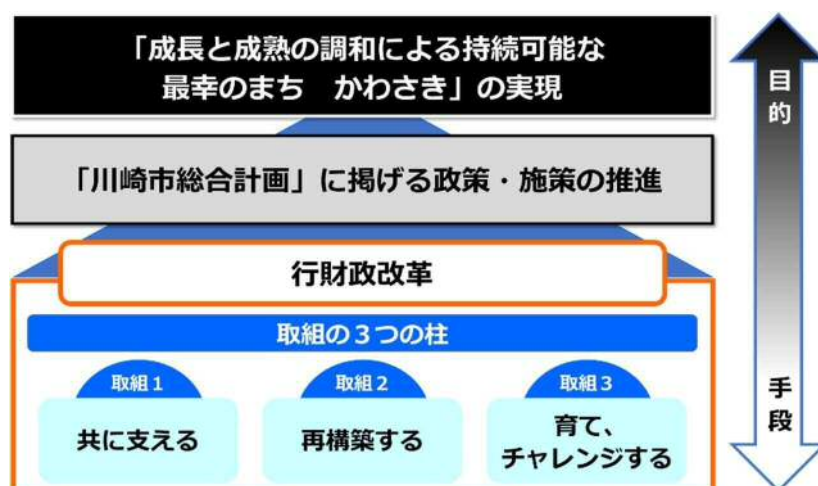 「成長と成熟の調和による持続可能な
最幸のまち　かわさき」の実現
「川崎市総合計画」に掲げる政策・施策の推進
行財政改革
取組の３つの柱
取組１
共に支える
取組２
再構築する
取組３
育て、
チャレンジする
目的
手段